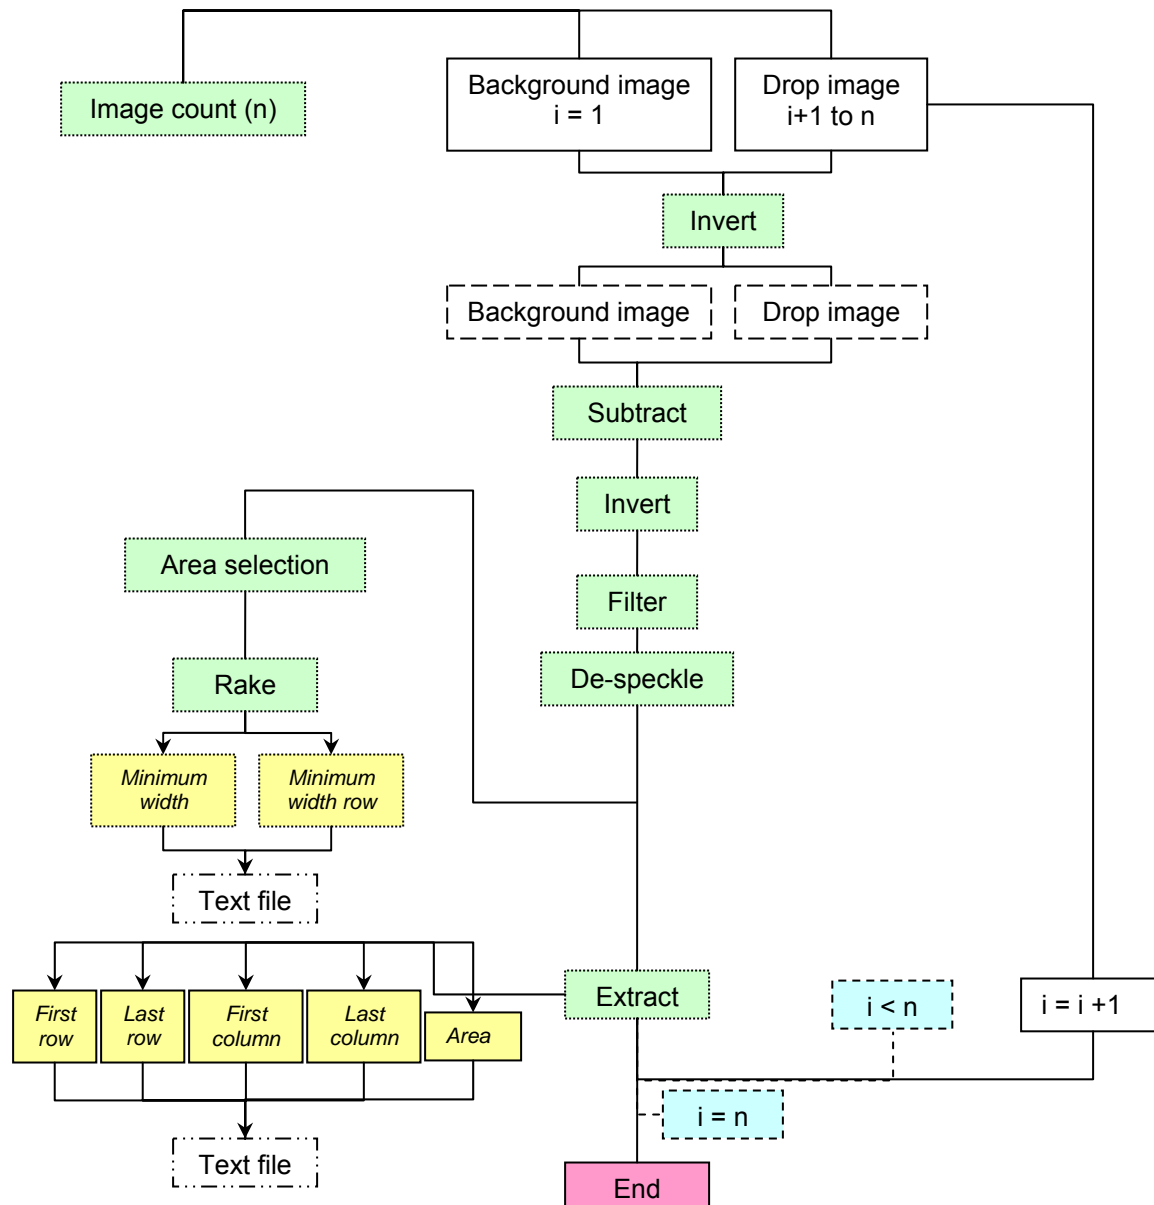 Image count (n)
Background image
i = 1
Drop image
i+1 to n
Invert
Background image
Drop image
Subtract
Invert
Area selection
Filter
De-speckle
Rake
Minimum
width
Minimum
width row
Text file
Extract
i < n
i = i +1
First
row
Last
row
First
column
Last
column
Area
i = n
Text file
End